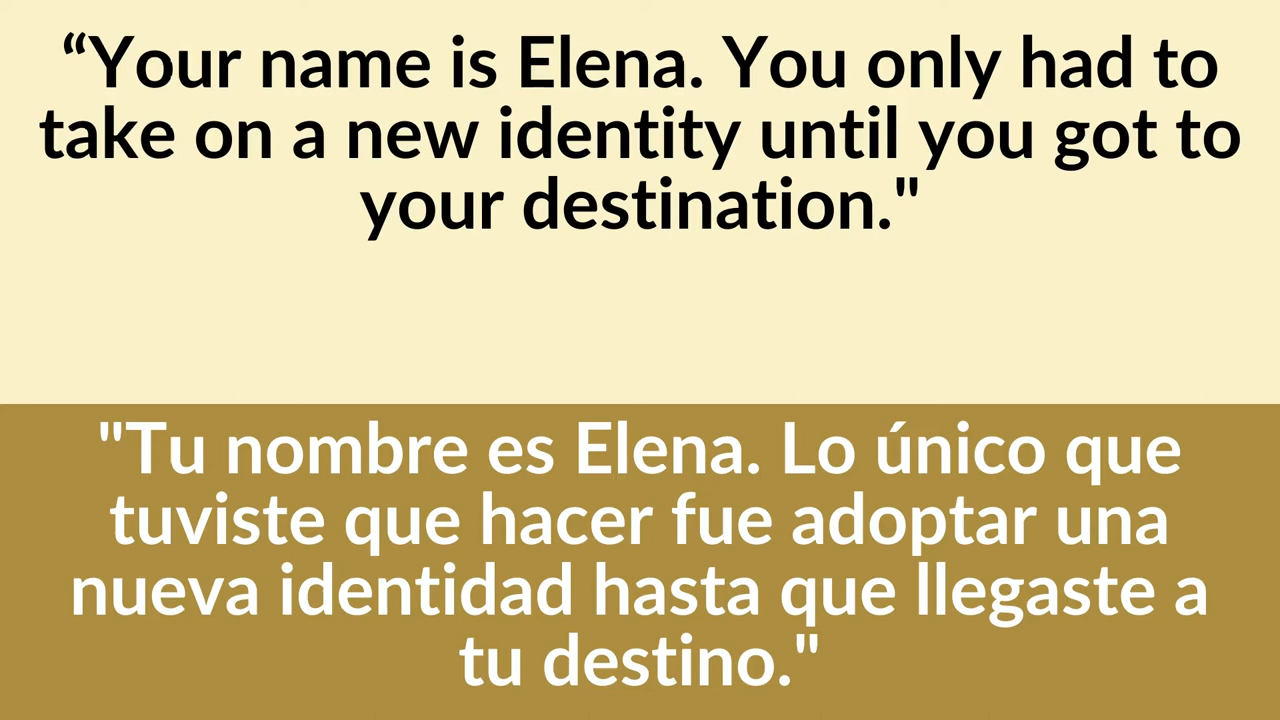 “Your name is Elena. You only had to
take on a new identity until you got to
your destination."
"Tu nombre es Elena. Lo único que
tuviste que hacer fue adoptar una
nueva identidad hasta que llegaste a
tu destino."